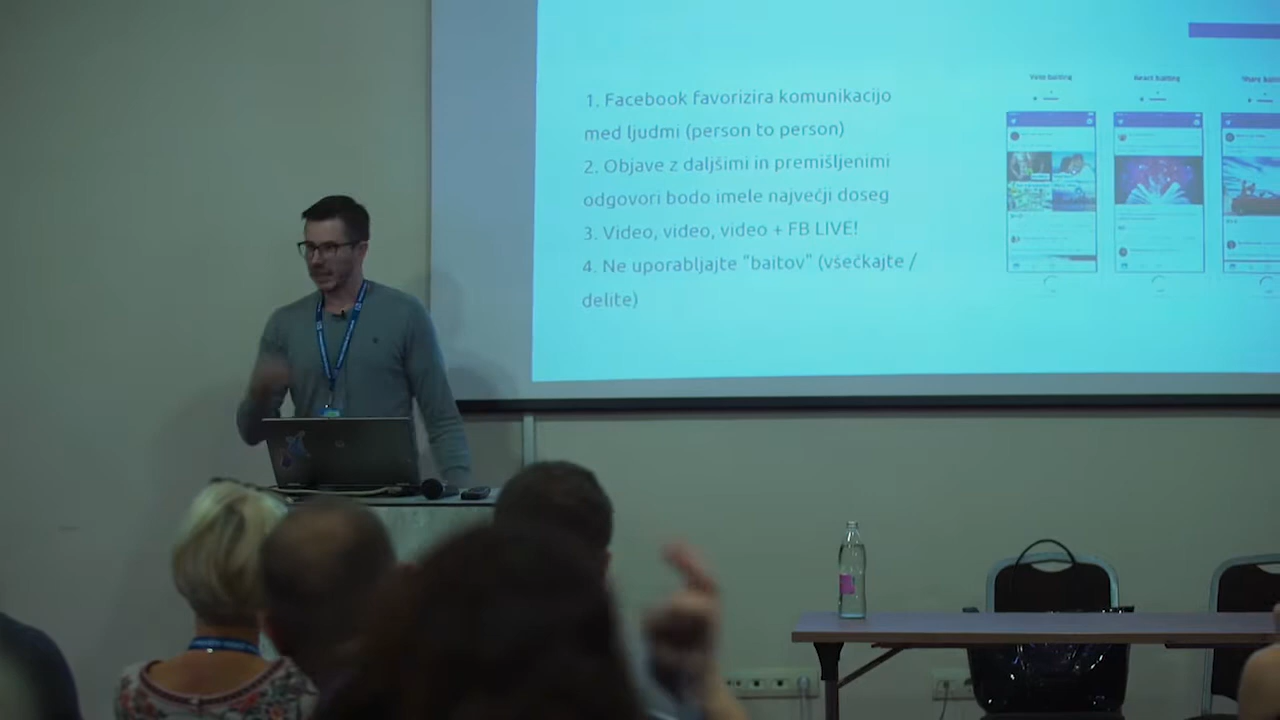 1. Facebook favorizira komunikacijo
med ljudmi (person to person)
2. Objave z daljšimi in premišljenimi
odgovori bodo imele največji doseg
3. Video, video, video + FB LIVE!
4. Ne uporabljajte "baitov" (všečkajte /
delite)
Vote baiting
React baiting
Share